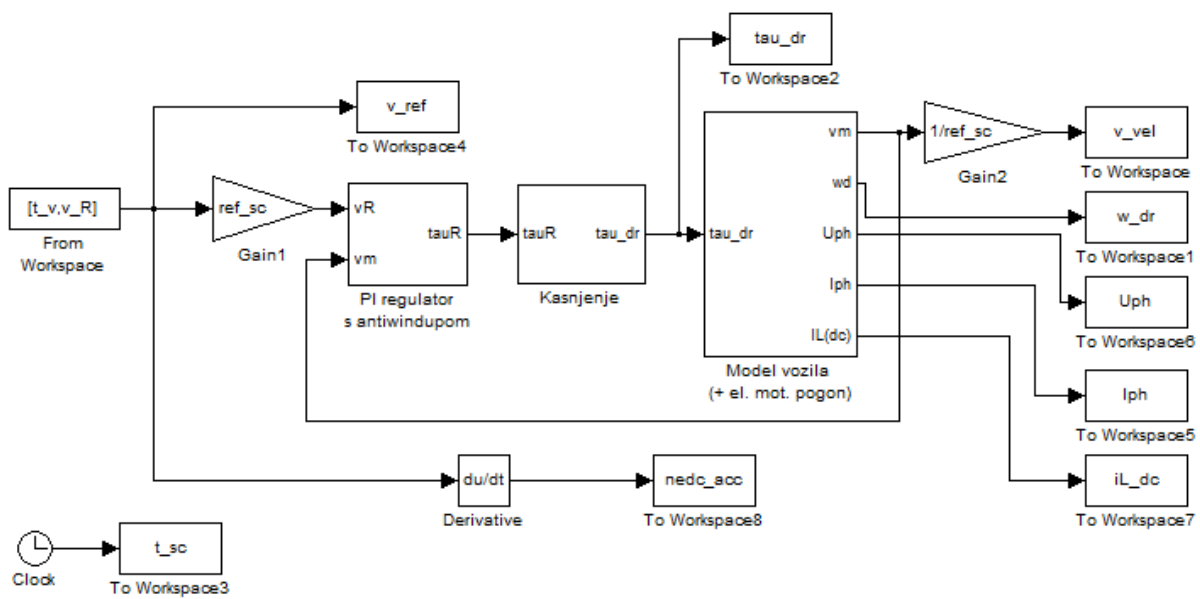 tau_dr
To Workspace2
v_ref
To Workspace4
[t_v,v_R]
From
Workspace
ref_sc
Gain1
vR
vm
tauR
PI regulator
s antiwindupom
tauR
tau_dr
Kasnjenje
tau_dr
vm
wd
Uph
Iph
IL(dc)
Model vozila
(+ el. mot. pogon)
1/ref_sc
Gain2
v_vel
To Workspace
w_dr
To Workspace1
Uph
To Workspace6
Iph
To Workspace5
iL_dc
To Workspace7
du/dt
Derivative
nedc_acc
To Workspace8
Clock
t_sc
To Workspace3